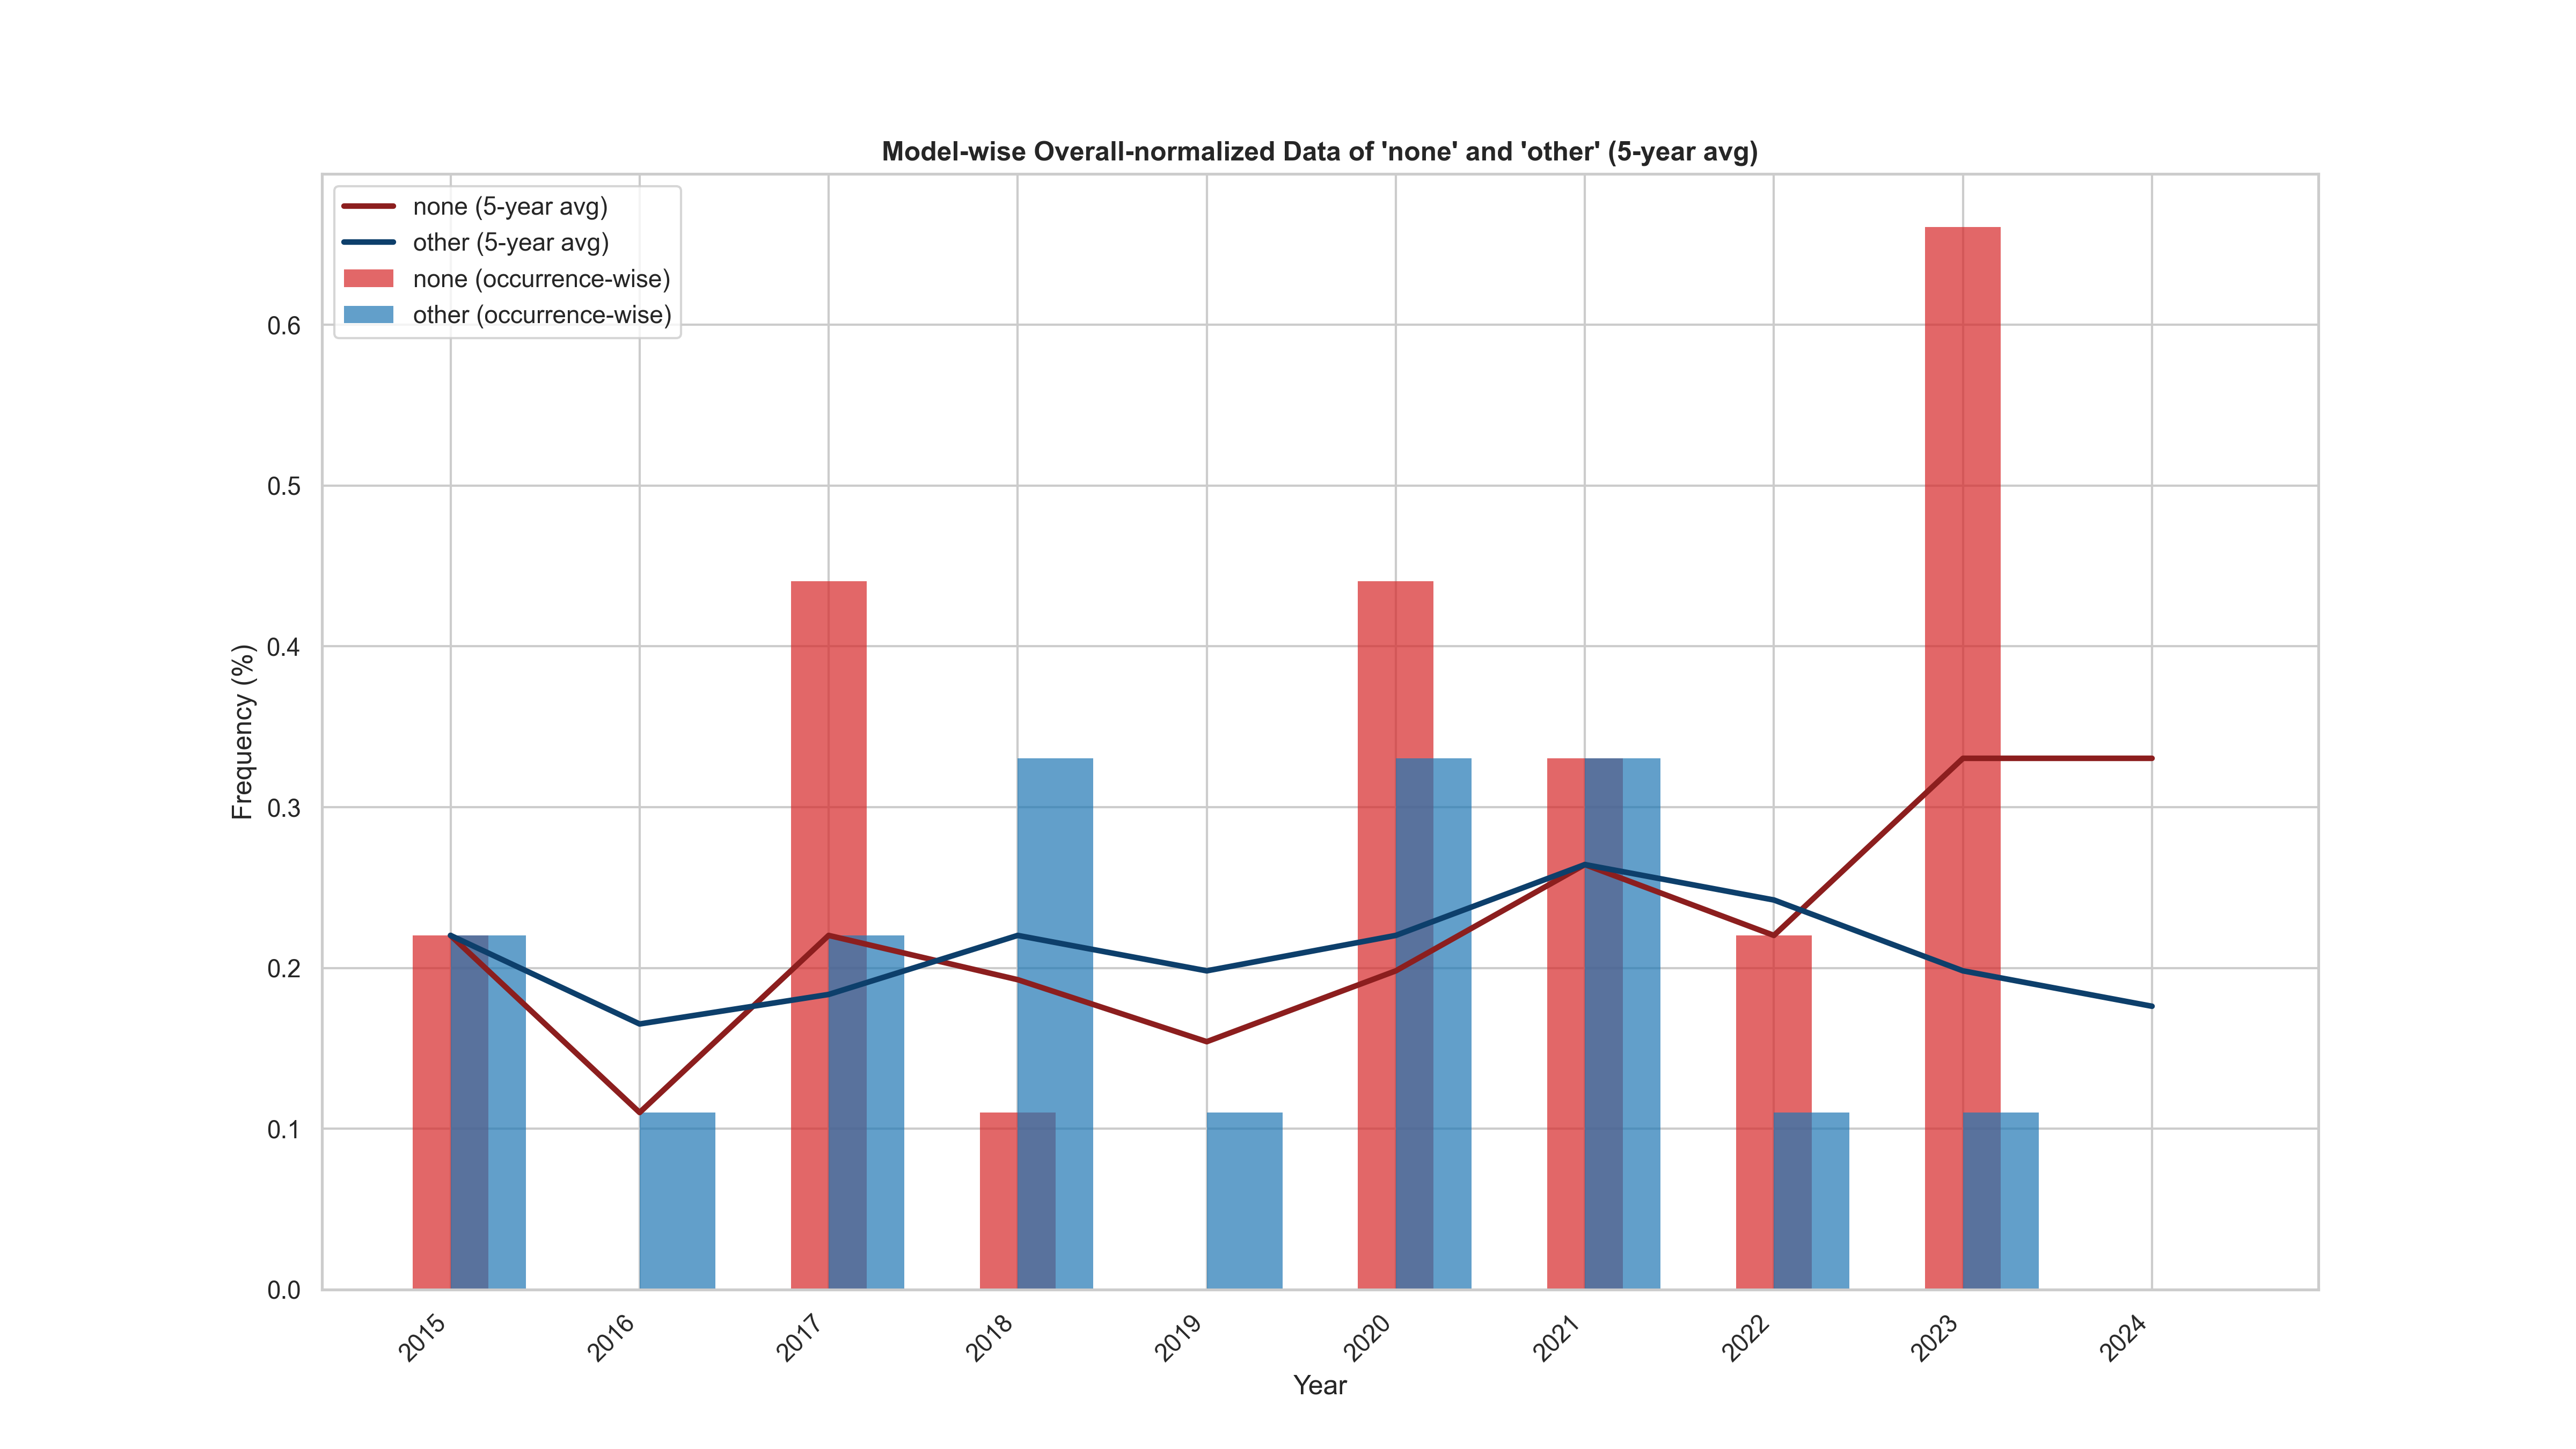 Model-wise Overall-normalized Data of 'none' and 'other' (5-year avg)
none (5-year avg)
other (5-year avg)
none (occurrence-wise)
other (occurrence-wise)
Frequency (%)
0.6
0.5
0.4
0.3
0.2
0.1
0.0
2015 2016 2017 2018 2019 2020 2021 2022 2023 2024
Year